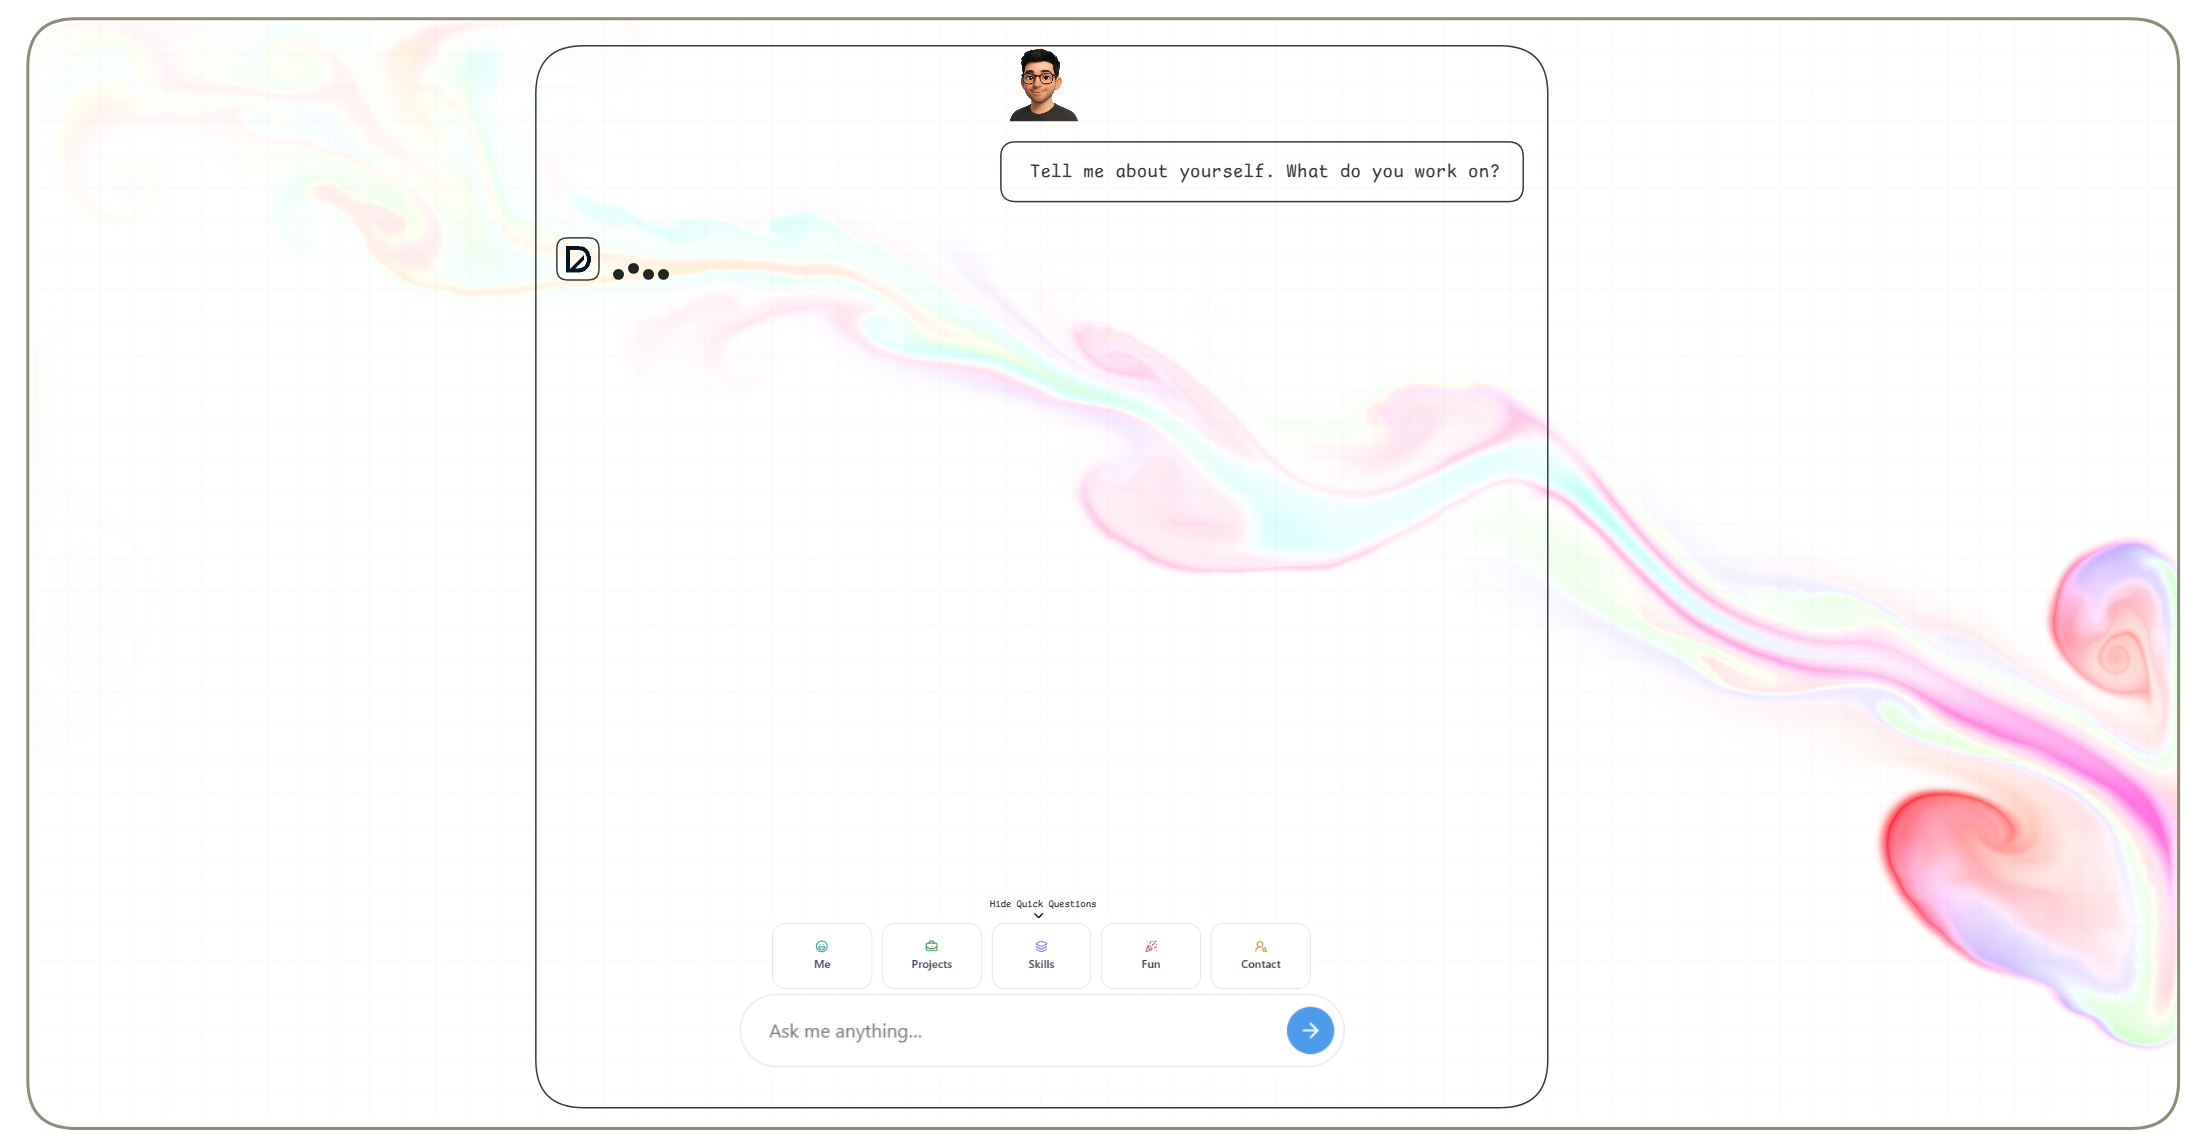 Tell me about yourself. What do you work on?
D
Hide Quick Questions
Me
Projects
Skills
Fun
Contact
Ask me anything...